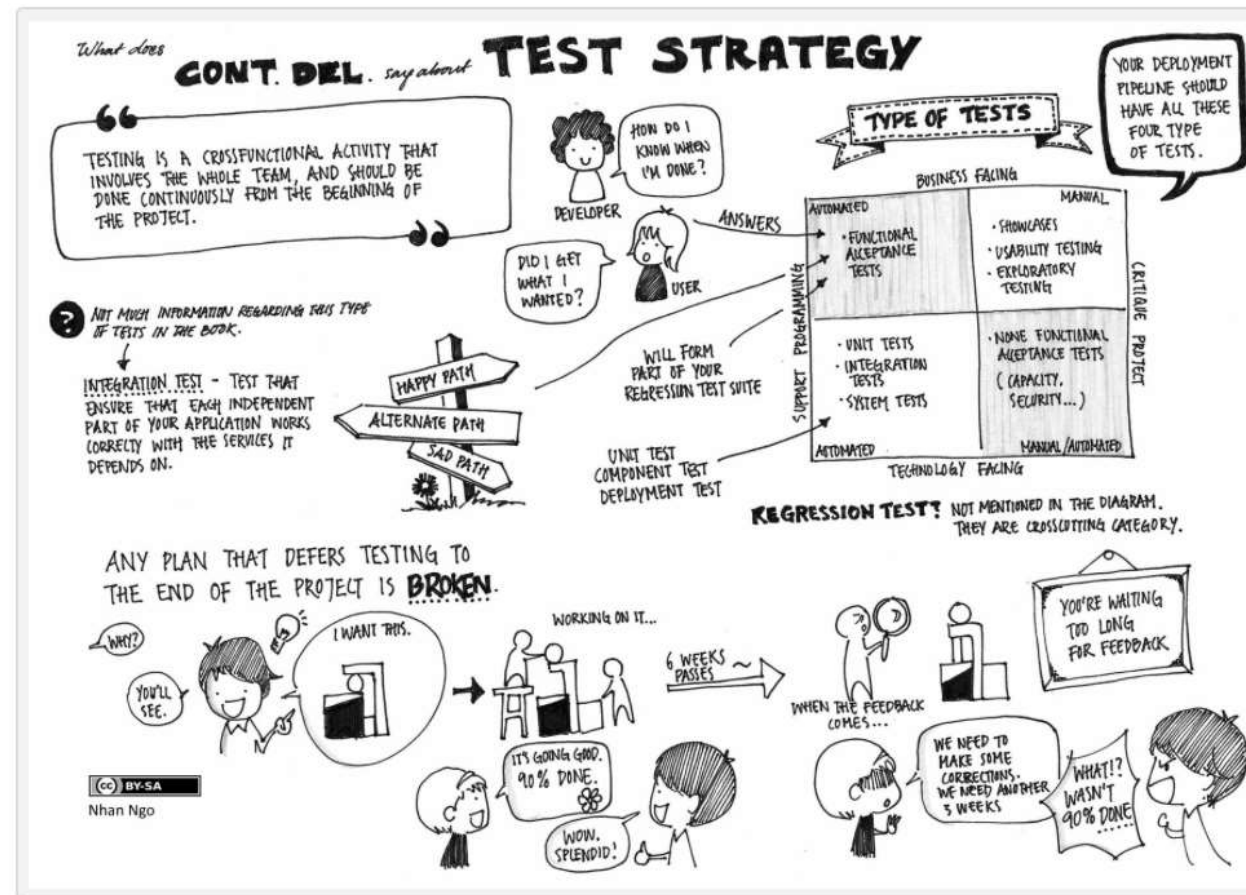 What does
CONT. DEL. say about TEST STRATEGY
TESTING IS A CROSSFUNCTIONAL ACTIVITY THAT
INVOLVES THE WHOLE TEAM, AND SHOULD BE
DONE CONTINUOUSLY FROM THE BEGINNING OF
THE PROJECT.
DEVELOPER
HOW DO I
KNOW WHEN
I'M DONE?
DID I GET
WHAT I
WANTED?
USER
ANSWERS
TYPE OF TESTS
YOUR DEPLOYMENT
PIPELINE SHOULD
HAVE ALL THESE
FOUR TYPE
OF TESTS.
BUSINESS FACING
AUTOMATED
· FUNCTIONAL
ACCEPTANCE
TESTS
MANUAL
· SHOWCASES
· USABILITY TESTING
· EXPLORATORY
TESTING
SUPPORT PROGRAMMING
CRITIQUE PROTECT
· UNIT TESTS
· INTEGRATION
TESTS
· SYSTEM TESTS
AUTOMATED
· NONE FUNCTIONAL
ACCEPTANCE TESTS
( CAPACITY,
SECURITY...)
MANUAL/AUTOMATED
TECHNOLOGY FACING
? NOT MUCH INFORMATION REGARDING THIS TYPE
OF TESTS IN THE BOOK.
INTEGRATION TEST - TEST THAT
ENSURE THAT EACH INDEPENDENT
PART OF YOUR APPLICATION WORKS
CORRECLTY WITH THE SERVICES IT
DEPENDS ON.
HAPPY PATH
ALTERNATE PATH
SAD PATH
WILL FORM
PART OF YOUR
REGRESSION TEST SUITE
UNIT TEST
COMPONENT TEST
DEPLOYMENT TEST
REGRESSION TEST? NOT MENTIONED IN THE DIAGRAM.
THEY ARE CROSSCUTTING CATEGORY.
ANY PLAN THAT DEFERS TESTING TO
THE END OF THE PROJECT IS BROKEN.
WHY?
YOU'LL
SEE.
I WANT THIS.
WORKING ON IT...
IT'S GOING GOOD.
90% DONE.
WOW.
SPLENDID!
6 WEEKS
PASSES
WHEN THE FEEDBACK
COMES...
YOU'RE WAITING
TOO LONG
FOR FEEDBACK
WE NEED TO
MAKE SOME
CORRECTIONS.
WE NEED ANOTHER
3 WEEKS
WHAT!?
WASN'T
90% DONE
cc BY-SA
Nhan Ngo